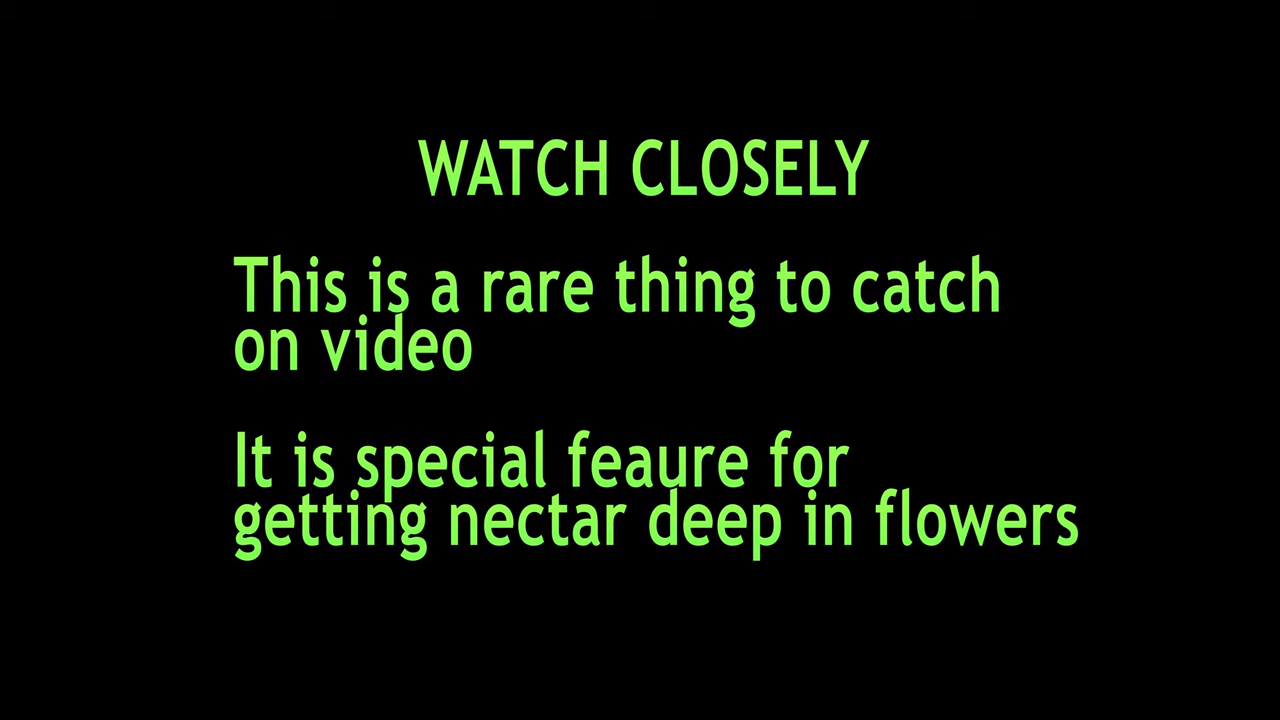 WATCH CLOSELY
This is a rare thing to catch
on video
It is special feaure for
getting nectar deep in flowers